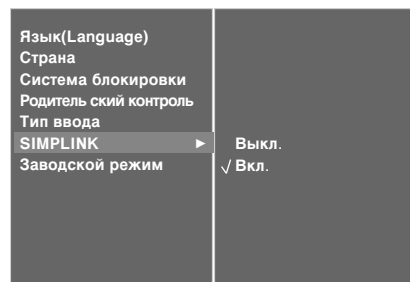 Язык(Language)
Страна
Система блокировки
Родитель ский контроль
Тип ввода
SIMPLINK ►
Заводской режим
Выкл.
√ Вкл.